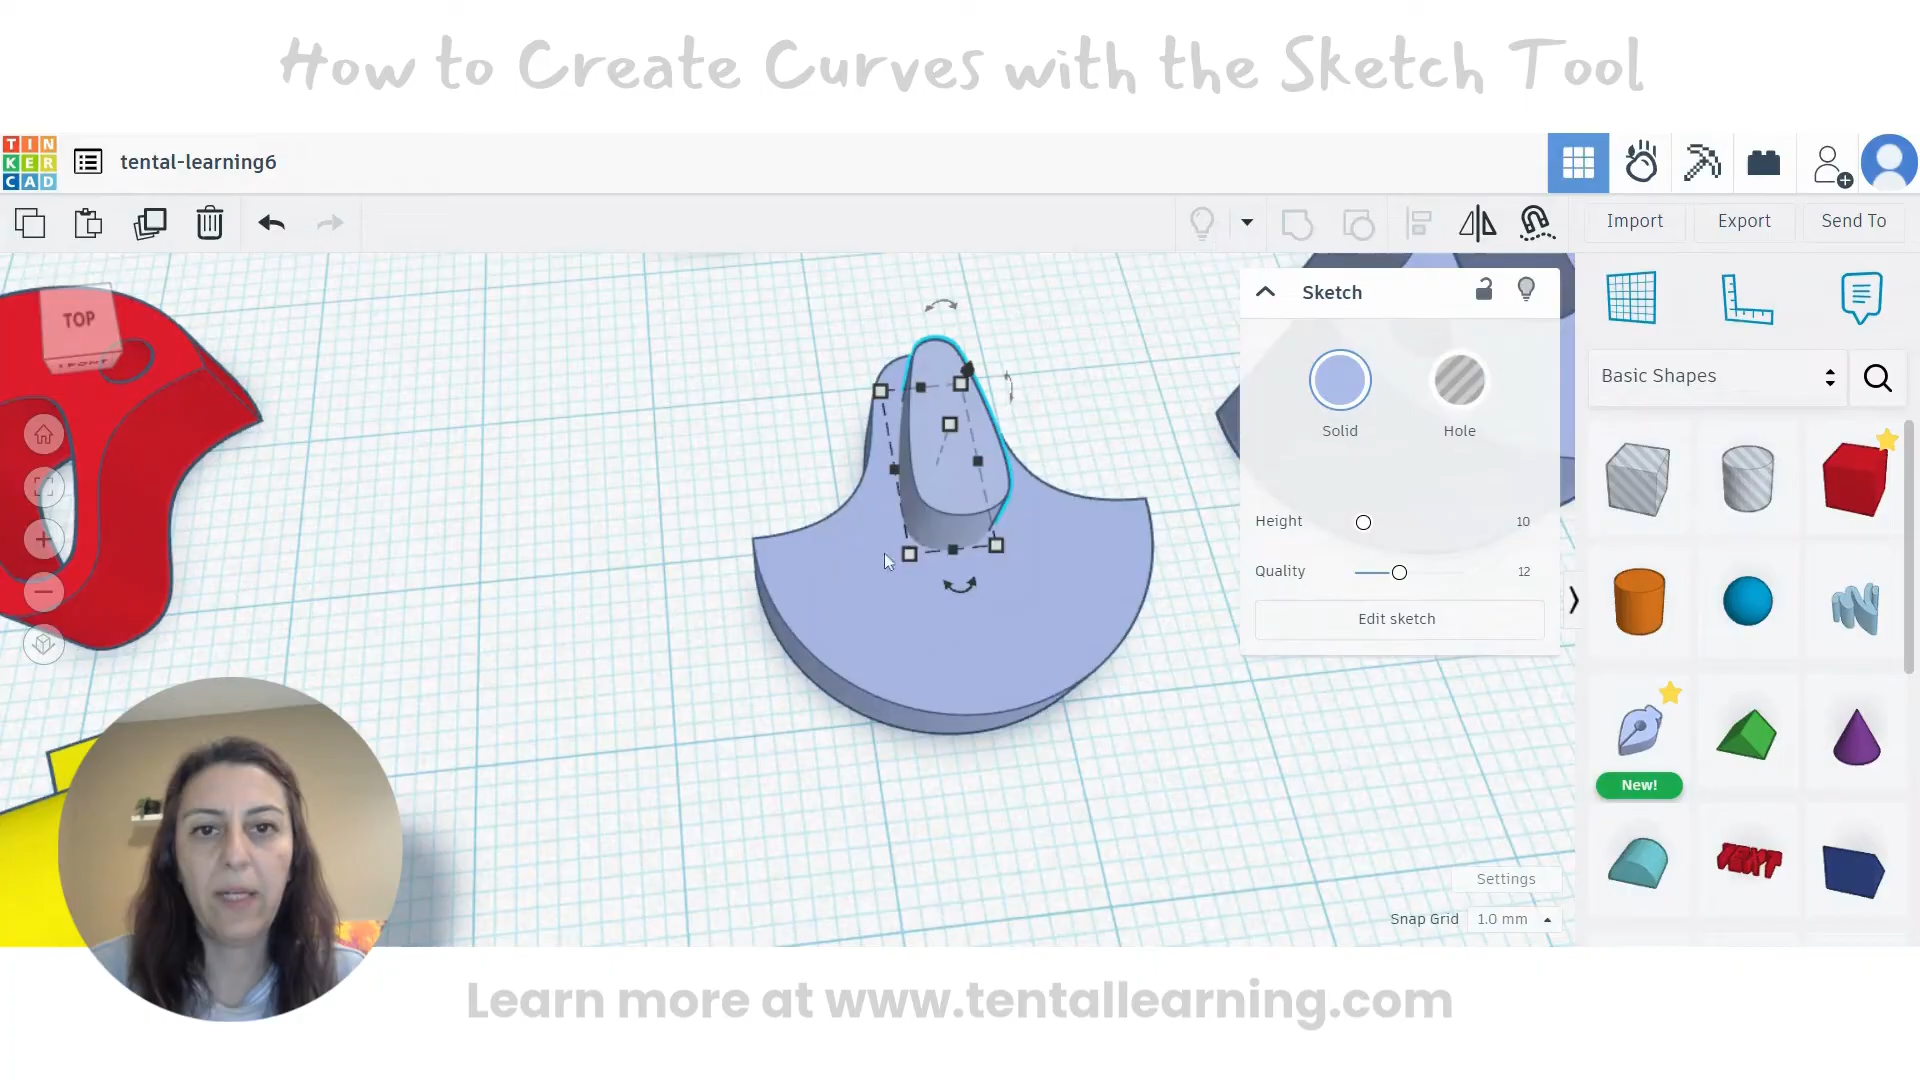 How to Create Curves with the Sketch Tool
TIN
KER
CAD
tental-learning6
Import
Export
Send To
TOP
FRONT
Sketch
Solid
Hole
Height
10
Quality
12
Edit sketch
Basic Shapes
New!
TEXT
Settings
Snap Grid
1.0 mm
Learn more at www.tentallearning.com